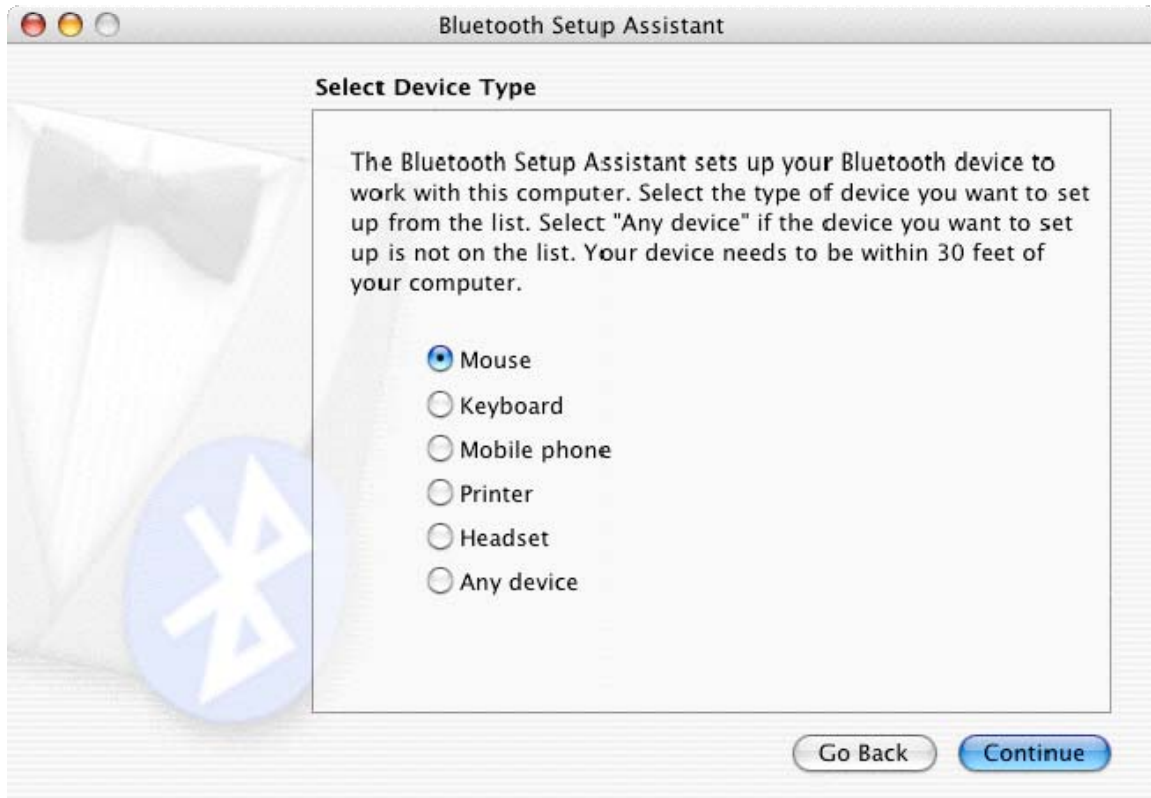 Bluetooth Setup Assistant
Select Device Type
The Bluetooth Setup Assistant sets up your Bluetooth device to
work with this computer. Select the type of device you want to set
up from the list. Select "Any device" if the device you want to set
up is not on the list. Your device needs to be within 30 feet of
your computer.
Mouse
Keyboard
Mobile phone
Printer
Headset
Any device
Go Back
Continue